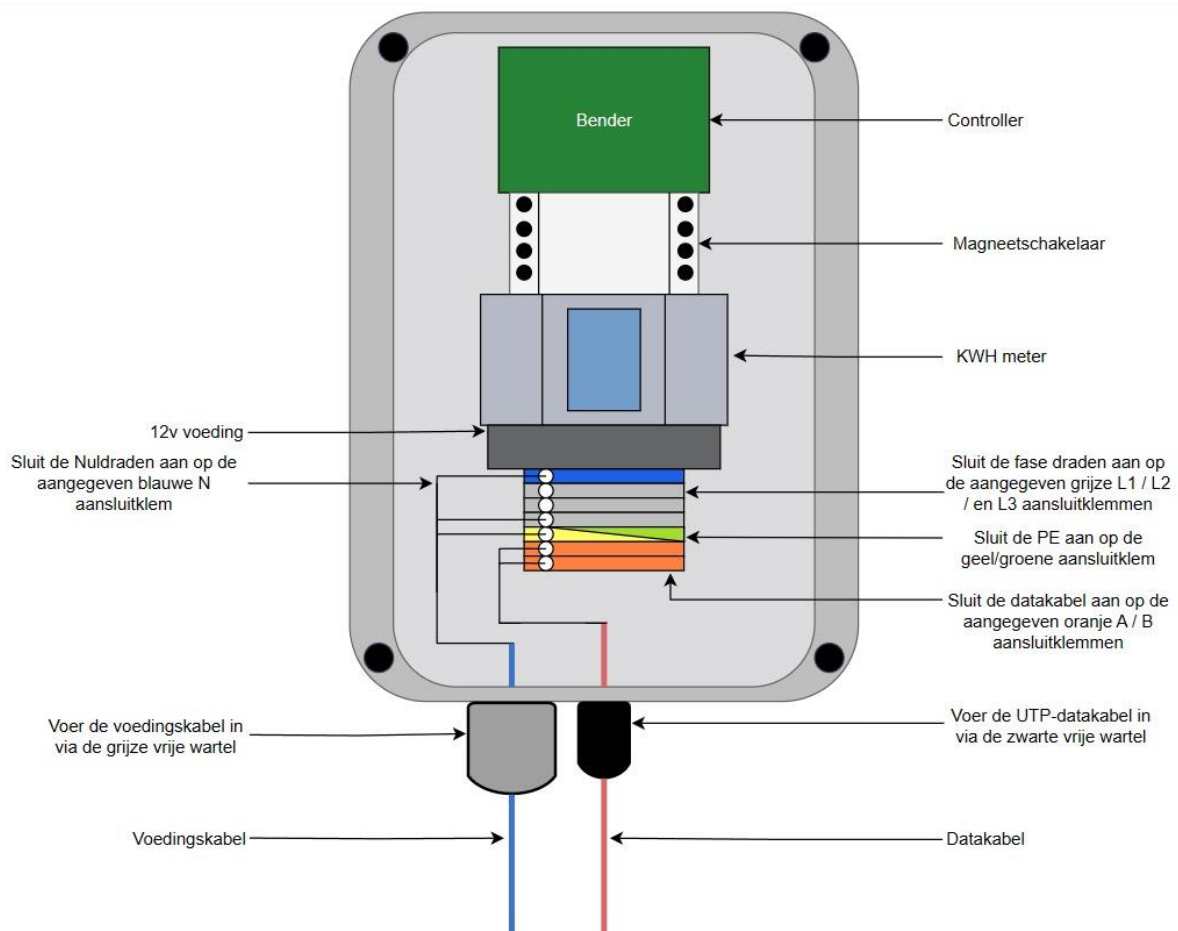 Bender
Controller
Magneetschakelaar
KWH meter
12v voeding
Sluit de Nuldraden aan op de
aangegeven blauwe N
aansluitklem
Sluit de fase draden aan op
de aangegeven grijze L1 / L2
/ en L3 aansluitklemmen
Sluit de PE aan op de
geel/groene aansluitklem
Sluit de datakabel aan op de
aangegeven oranje A / B
aansluitklemmen
Voer de voedingskabel in
via de grijze vrije wartel
Voer de UTP-datakabel in
via de zwarte vrije wartel
Voedingskabel
Datakabel